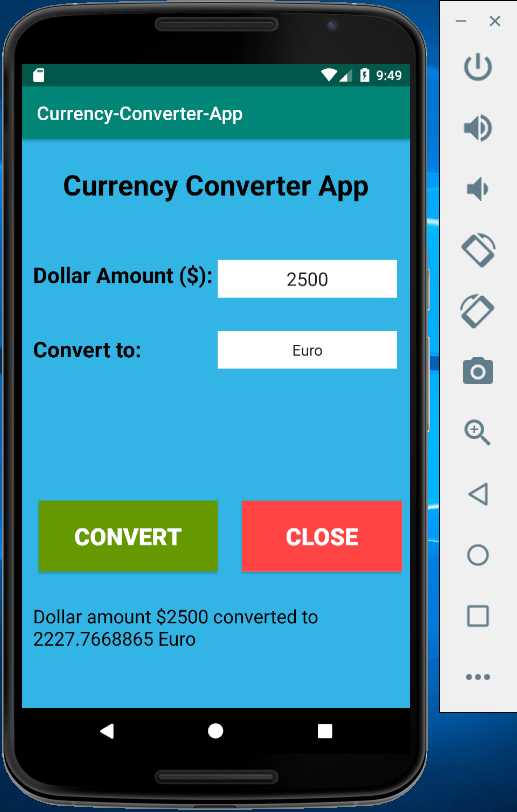 9:49
Currency-Converter-App
Currency Converter App
Dollar Amount ($): 2500
Convert to: Euro
CONVERT CLOSE
Dollar amount $2500 converted to
2227.7668865 Euro